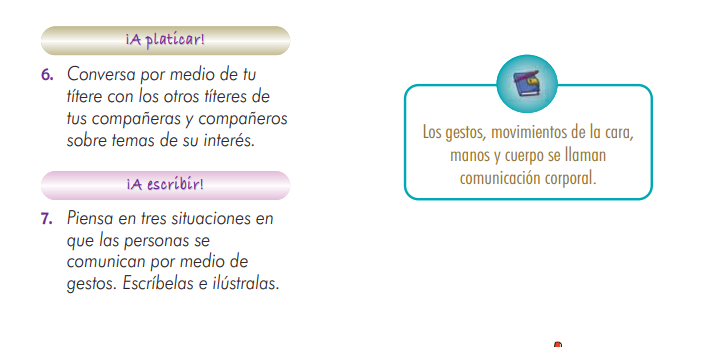 ¡A platicar!
6. Conversa por medio de tu
títere con los otros títeres de
tus compañeras y compañeros
sobre temas de su interés.
¡A escribir!
7. Piensa en tres situaciones en
que las personas se
comunican por medio de
gestos. Escríbelas e ilústralas.
Los gestos, movimientos de la cara,
manos y cuerpo se llaman
comunicación corporal.